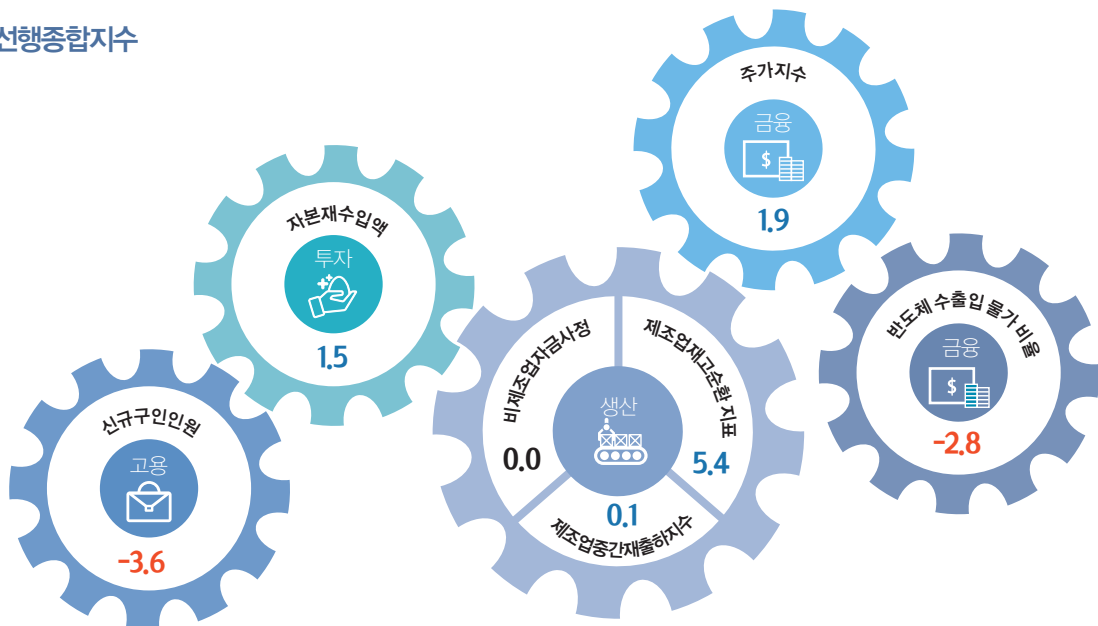 선행종합지수
주가지수
금융
$
1.9
자본재수입액
투자
1.5
반도체 수출입 물가 비율
금융
$
-2.8
비제조업자금사정
0.0
제조업재고순환 지표
5.4
생산
0.1
제조업중간재출하지수
신규구인인원
고용
-3.6